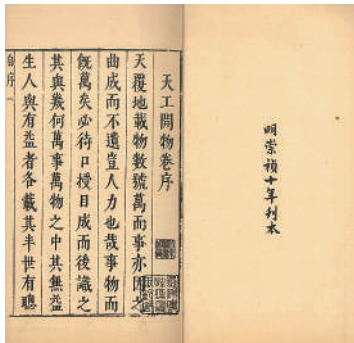 明崇禎十年刊本
天工開物卷序
天覆地載物數號萬而事亦因之
曲成而不遺豈人力也哉事物而
既萬矣必待口授目成而後識之
其與幾何萬事萬物之中其無益
生人與有益者各載其半世有聰